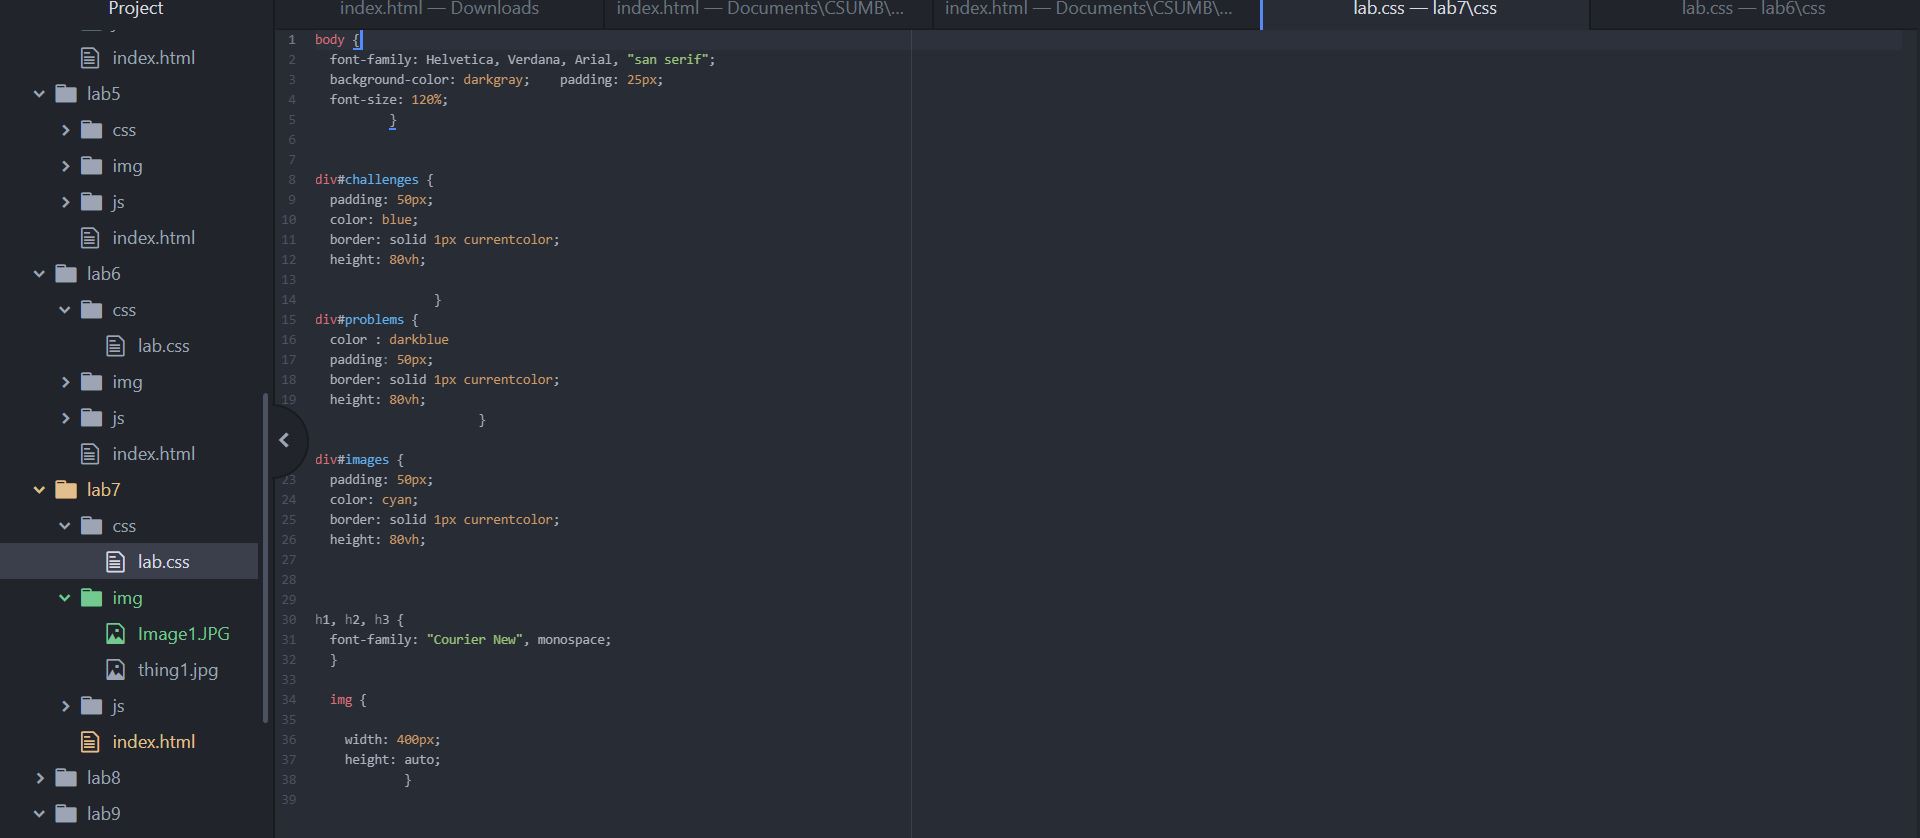 Project
index.html
lab5
css
img
js
index.html
lab6
css
lab.css
img
js
index.html
lab7
css
lab.css
img
Image1.JPG
thing1.jpg
js
index.html
lab8
lab9
index.html — Downloads
index.html — Documents\CSUMB\...
index.html — Documents\CSUMB\...
lab.css — lab7\css
lab.css — lab6\css
1 body {
2 font-family: Helvetica, Verdana, Arial, "san serif";
3 background-color: darkgray;    padding: 25px;
4 font-size: 120%;
5 }
6
7
8 div#challenges {
9 padding: 50px;
10 color: blue;
11 border: solid 1px currentcolor;
12 height: 80vh;
13
14 }
15 div#problems {
16 color : darkblue
17 padding: 50px;
18 border: solid 1px currentcolor;
19 height: 80vh;
}
div#images {
23 padding: 50px;
24 color: cyan;
25 border: solid 1px currentcolor;
26 height: 80vh;
27
28
29
30 h1, h2, h3 {
31 font-family: "Courier New", monospace;
32 }
33
34 img {
35
36 width: 400px;
37 height: auto;
38 }
39